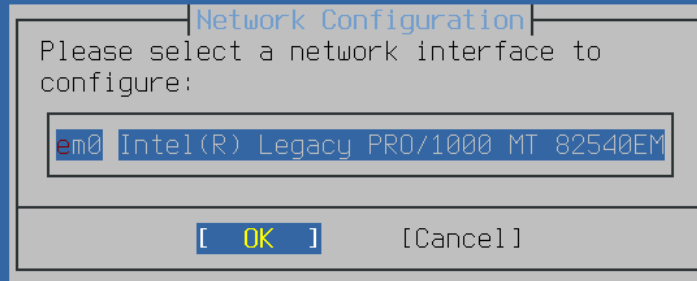 Network Configuration
Please select a network interface to
configure:
em0 Intel(R) Legacy PRO/1000 MT 82540EM
[ OK ] [Cancel]